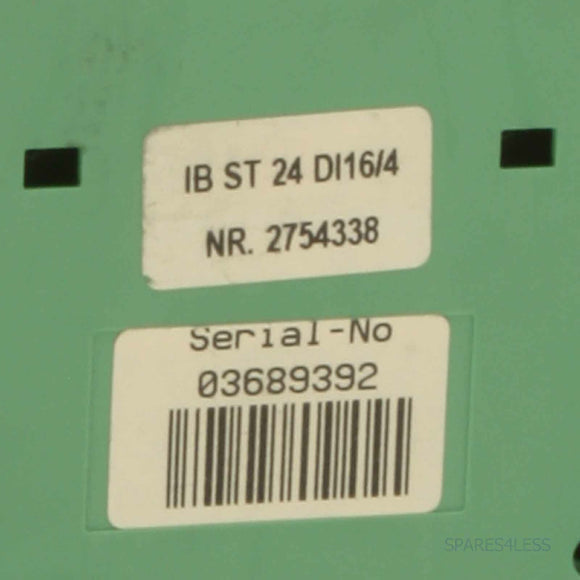 IB ST 24 DI16/4
NR. 2754338
Serial-No
03689392
SPARES4LESS